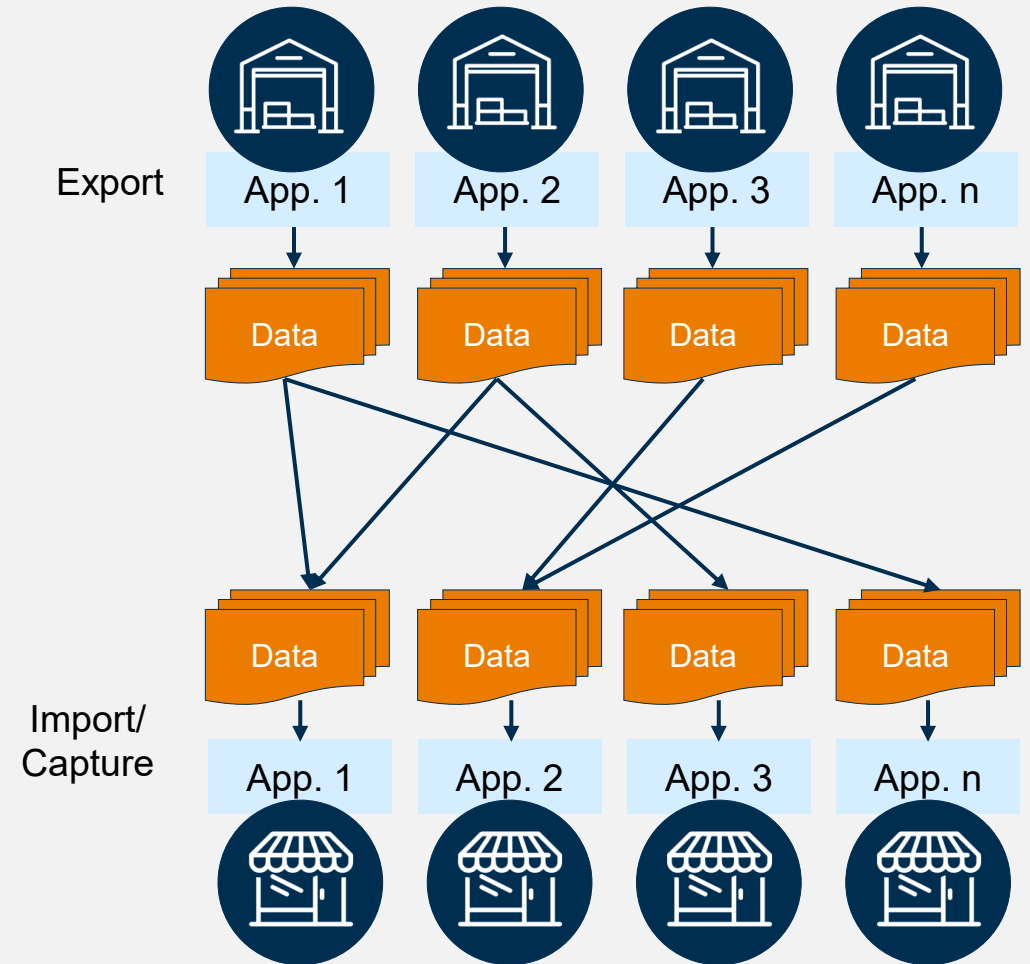 Export
App. 1
App. 2
App. 3
App. n
Data
Data
Data
Data
Data
Data
Data
Data
Import/
Capture
App. 1
App. 2
App. 3
App. n